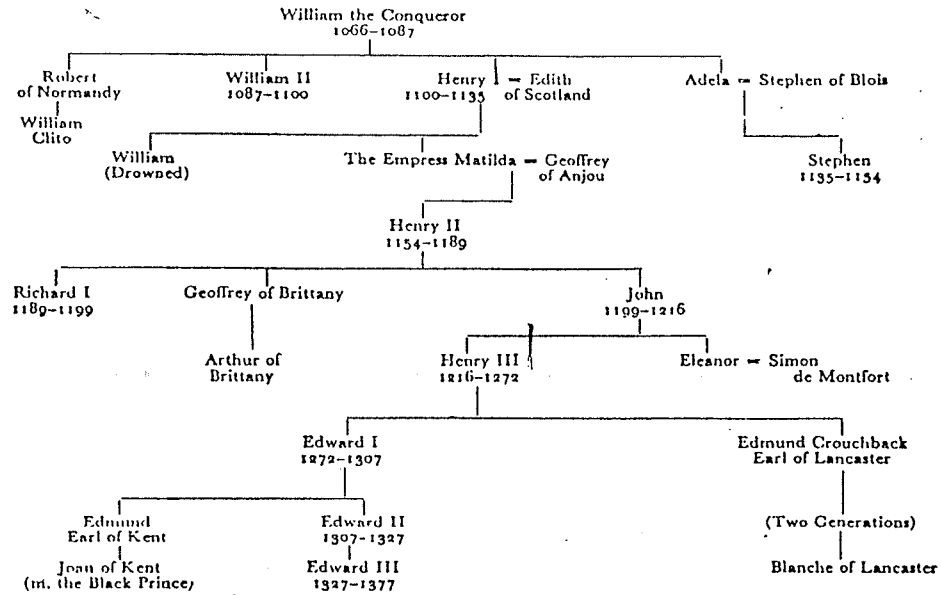 William the Conqueror
1066–1087
Robert
of Normandy
William II
1087–1100
Henry I = Edith
1100–1135 of Scotland
Adela = Stephen of Blois
William
Clito
William
(Drowned)
The Empress Matilda = Geoffrey
of Anjou
Stephen
1135–1154
Henry II
1154–1189
Richard I
1189–1199
Geoffrey of Brittany
John
1199–1216
Arthur of
Brittany
Henry III
1216–1272
Eleanor = Simon
de Montfort
Edward I
1272–1307
Edmund Crouchback
Earl of Lancaster
Edmund
Earl of Kent
Edward II
1307–1327
(Two Generations)
Joan of Kent
(m. the Black Prince)
Edward III
1327–1377
Blanche of Lancaster